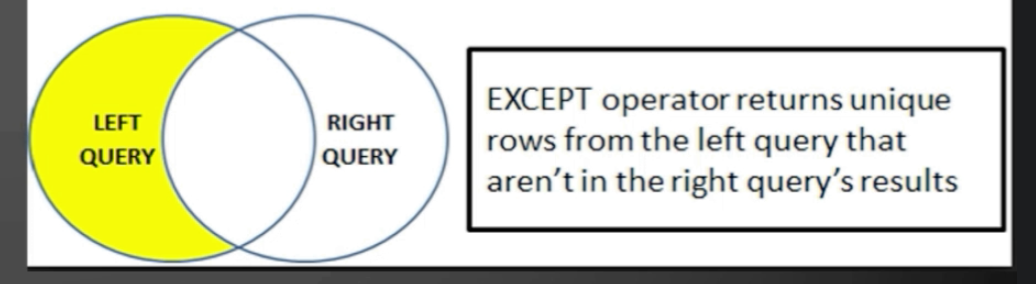 LEFT
QUERY
RIGHT
QUERY
EXCEPT operator returns unique
rows from the left query that
aren’t in the right query’s results